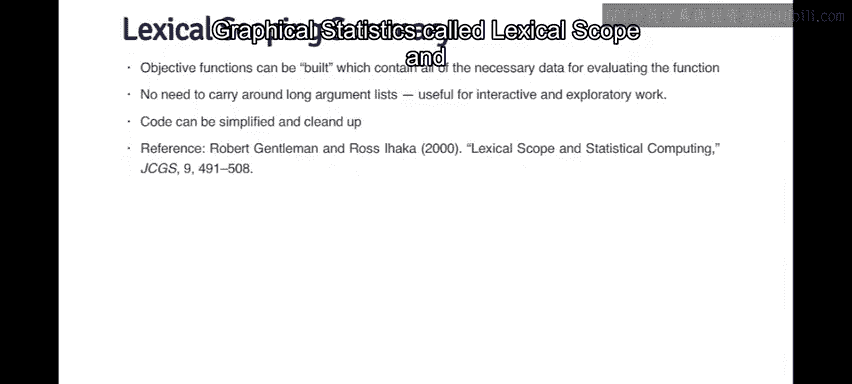 Lexical Scoping Summary
Graphical Statistics called Lexical Scope
and
· Objective functions can be “built” which contain all of the necessary data for evaluating the function
· No need to carry around long argument lists — useful for interactive and exploratory work.
· Code can be simplified and cleand up
· Reference: Robert Gentleman and Ross Ihaka (2000). “Lexical Scope and Statistical Computing,”
JCGS, 9, 491–508.